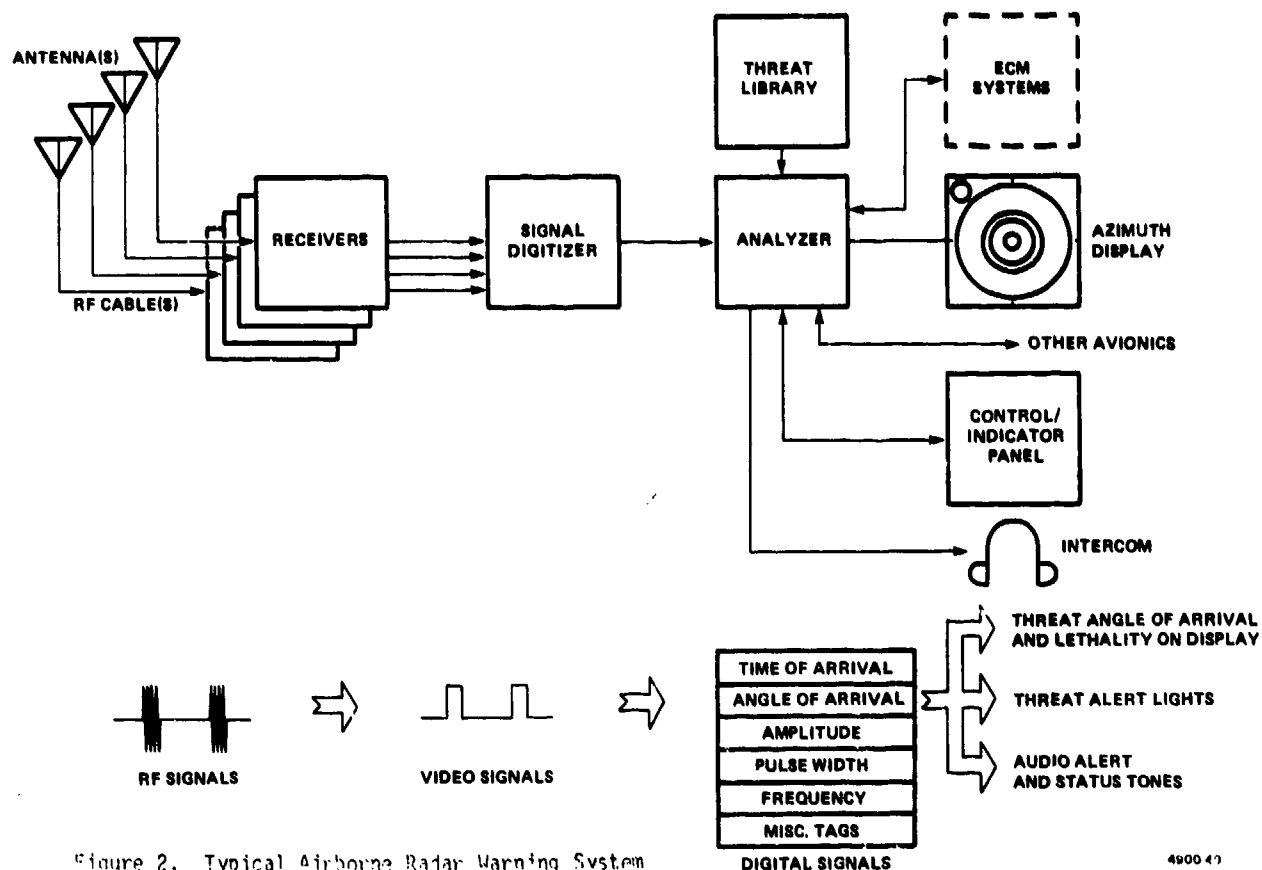 ANTENNA(S)
THREAT
LIBRARY
ECM
SYSTEMS
RECEIVERS
SIGNAL
DIGITIZER
ANALYZER
AZIMUTH
DISPLAY
RF CABLE(S)
OTHER AVIONICS
CONTROL/
INDICATOR
PANEL
INTERCOM
THREAT ANGLE OF ARRIVAL
AND LETHALITY ON DISPLAY
TIME OF ARRIVAL
ANGLE OF ARRIVAL
THREAT ALERT LIGHTS
AMPLITUDE
PULSE WIDTH
AUDIO ALERT
AND STATUS TONES
RF SIGNALS
VIDEO SIGNALS
FREQUENCY
MISC. TAGS
DIGITAL SIGNALS
Figure 2. Typical Airborne Radar Warning System